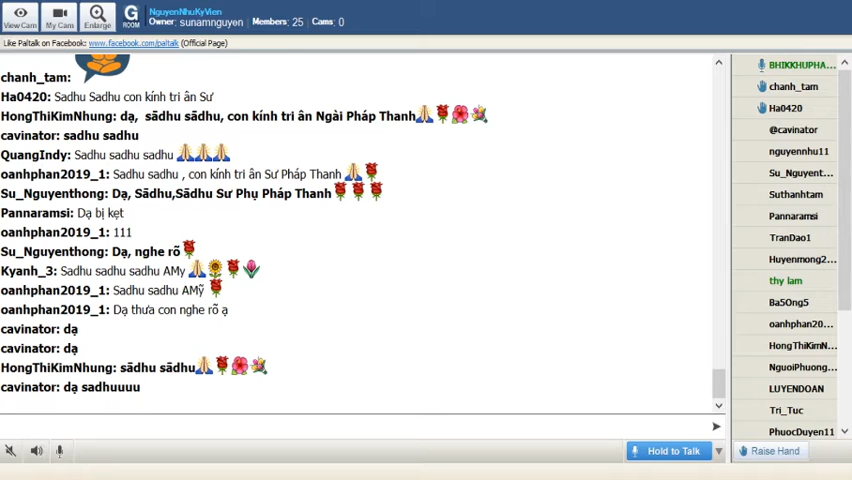 View Cam
My Cam
Enlarge
G
ROOM
NguyenNhuKyVien
Owner: sunamnguyen Members: 25 Cams: 0
Like Paltalk on Facebook: www.facebook.com/paltalk (Official Page)
chanh_tam:
Ha0420: Sadhu Sadhu con kính tri ân Sư
HongThiKimNhung: dạ, sādhu sādhu, con kính tri ân Ngài Pháp Thanh
cavinator: sadhu sadhu
QuangIndy: Sadhu sadhu sadhu
oanhphan2019_1: Sadhu sadhu , con kính tri ân Sư Pháp Thanh
Su_Nguyenthong: Dạ, Sādhu,Sādhu Sư Phụ Pháp Thanh
Pannaramsi: Dạ bị kẹt
oanhphan2019_1: 111
Su_Nguyenthong: Dạ, nghe rõ
Kyanh_3: Sadhu sadhu sadhu AMy
oanhphan2019_1: Sadhu sadhu AMỹ
oanhphan2019_1: Dạ thưa con nghe rõ ạ
cavinator: dạ
cavinator: dạ
HongThiKimNhung: sādhu sādhu
cavinator: dạ sadhuuuu
Hold to Talk
BHIKKHUPHA...
chanh_tam
Ha0420
@cavinator
nguyennhu11
Su_Nguyent...
Suthanhtam
Pannaramsi
TranDao1
Huyenmong2...
thy lam
Ba5Ong5
oanhphan20...
HongThiKimN...
NguoiPhuong...
LUYENDOAN
Tri_Tuc
PhuocDuyen11
Raise Hand